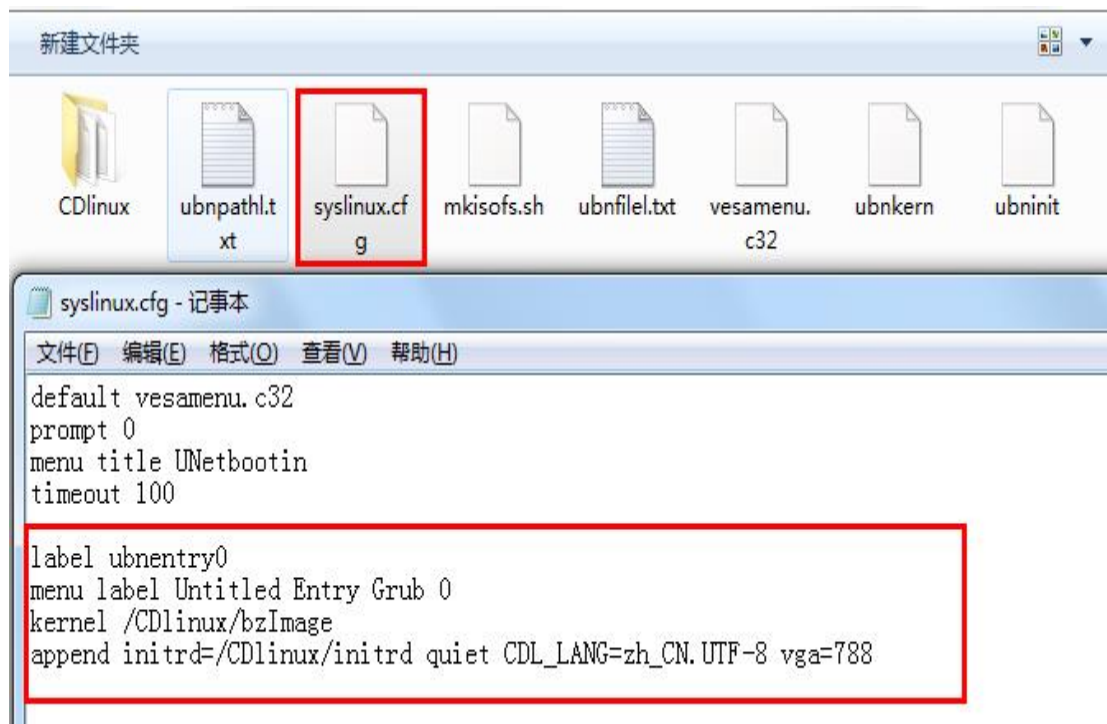 新建文件夹
CDlinux
ubnpathl.t
xt
syslinux.cf
g
mkisofs.sh
ubnfilel.txt
vesamenu.
c32
ubnkern
ubninit
syslinux.cfg - 记事本
文件(F) 编辑(E) 格式(O) 查看(V) 帮助(H)
default vesamenu.c32
prompt 0
menu title UNetbootin
timeout 100
label ubnentry0
menu label Untitled Entry Grub 0
kernel /CDlinux/bzImage
append initrd=/CDlinux/initrd quiet CDL_LANG=zh_CN.UTF-8 vga=788